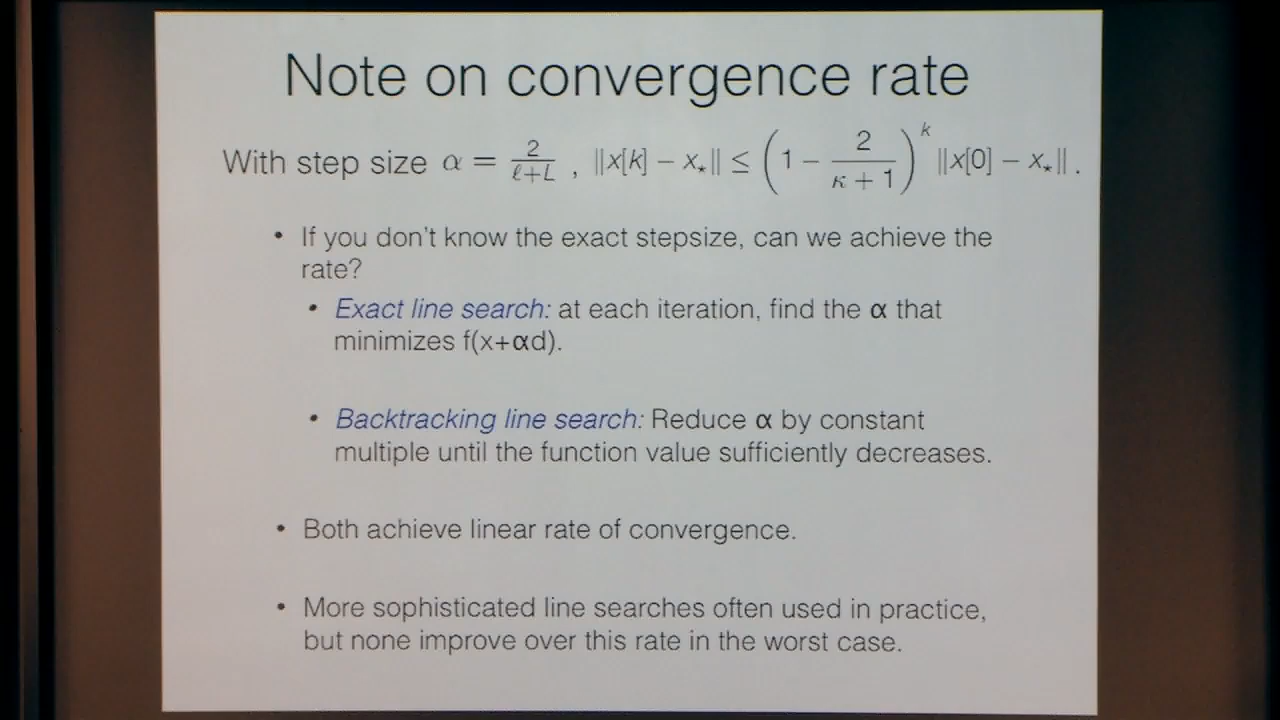 Note on convergence rate
With step size α = 2/(ℓ+L) , ||x[k] − x⋆|| ≤ (1 − 2/(κ + 1))^k ||x[0] − x⋆|| .
• If you don't know the exact stepsize, can we achieve the
rate?
• Exact line search: at each iteration, find the α that
minimizes f(x+αd).
• Backtracking line search: Reduce α by constant
multiple until the function value sufficiently decreases.
• Both achieve linear rate of convergence.
• More sophisticated line searches often used in practice,
but none improve over this rate in the worst case.